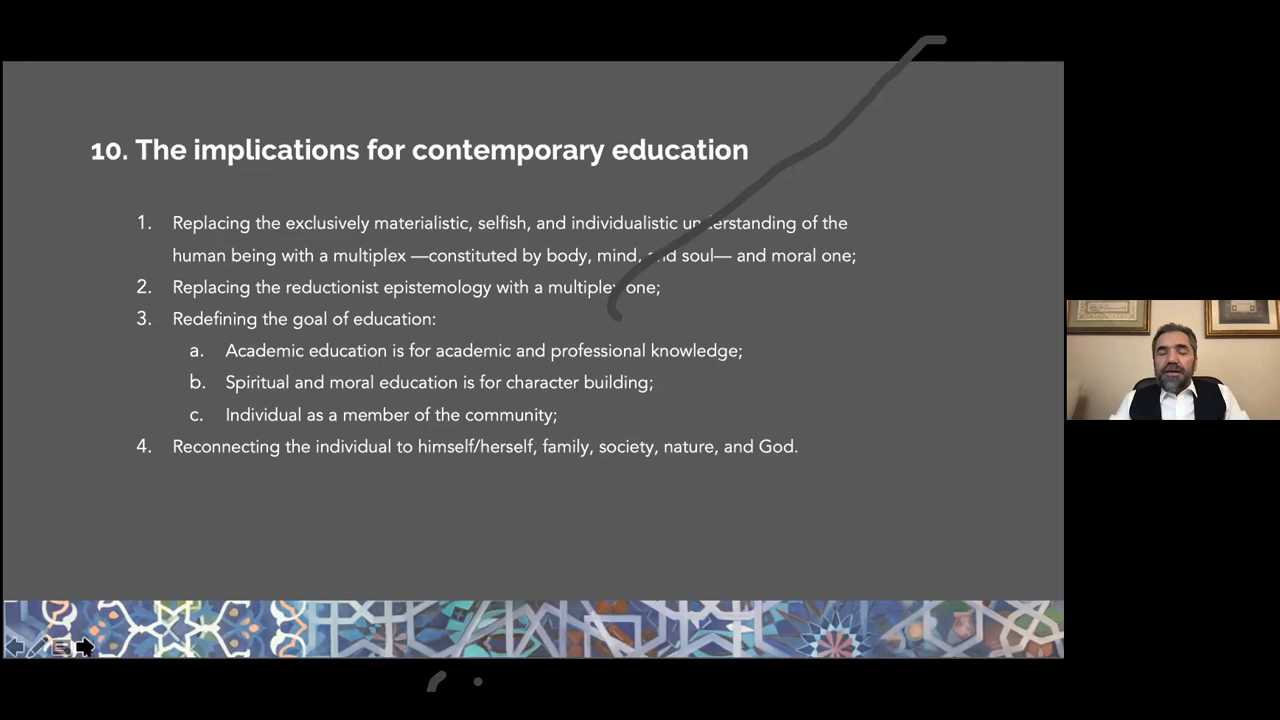 10. The implications for contemporary education
1. Replacing the exclusively materialistic, selfish, and individualistic understanding of the
human being with a multiplex —constituted by body, mind, and soul— and moral one;
2. Replacing the reductionist epistemology with a multiplex one;
3. Redefining the goal of education:
a. Academic education is for academic and professional knowledge;
b. Spiritual and moral education is for character building;
c. Individual as a member of the community;
4. Reconnecting the individual to himself/herself, family, society, nature, and God.